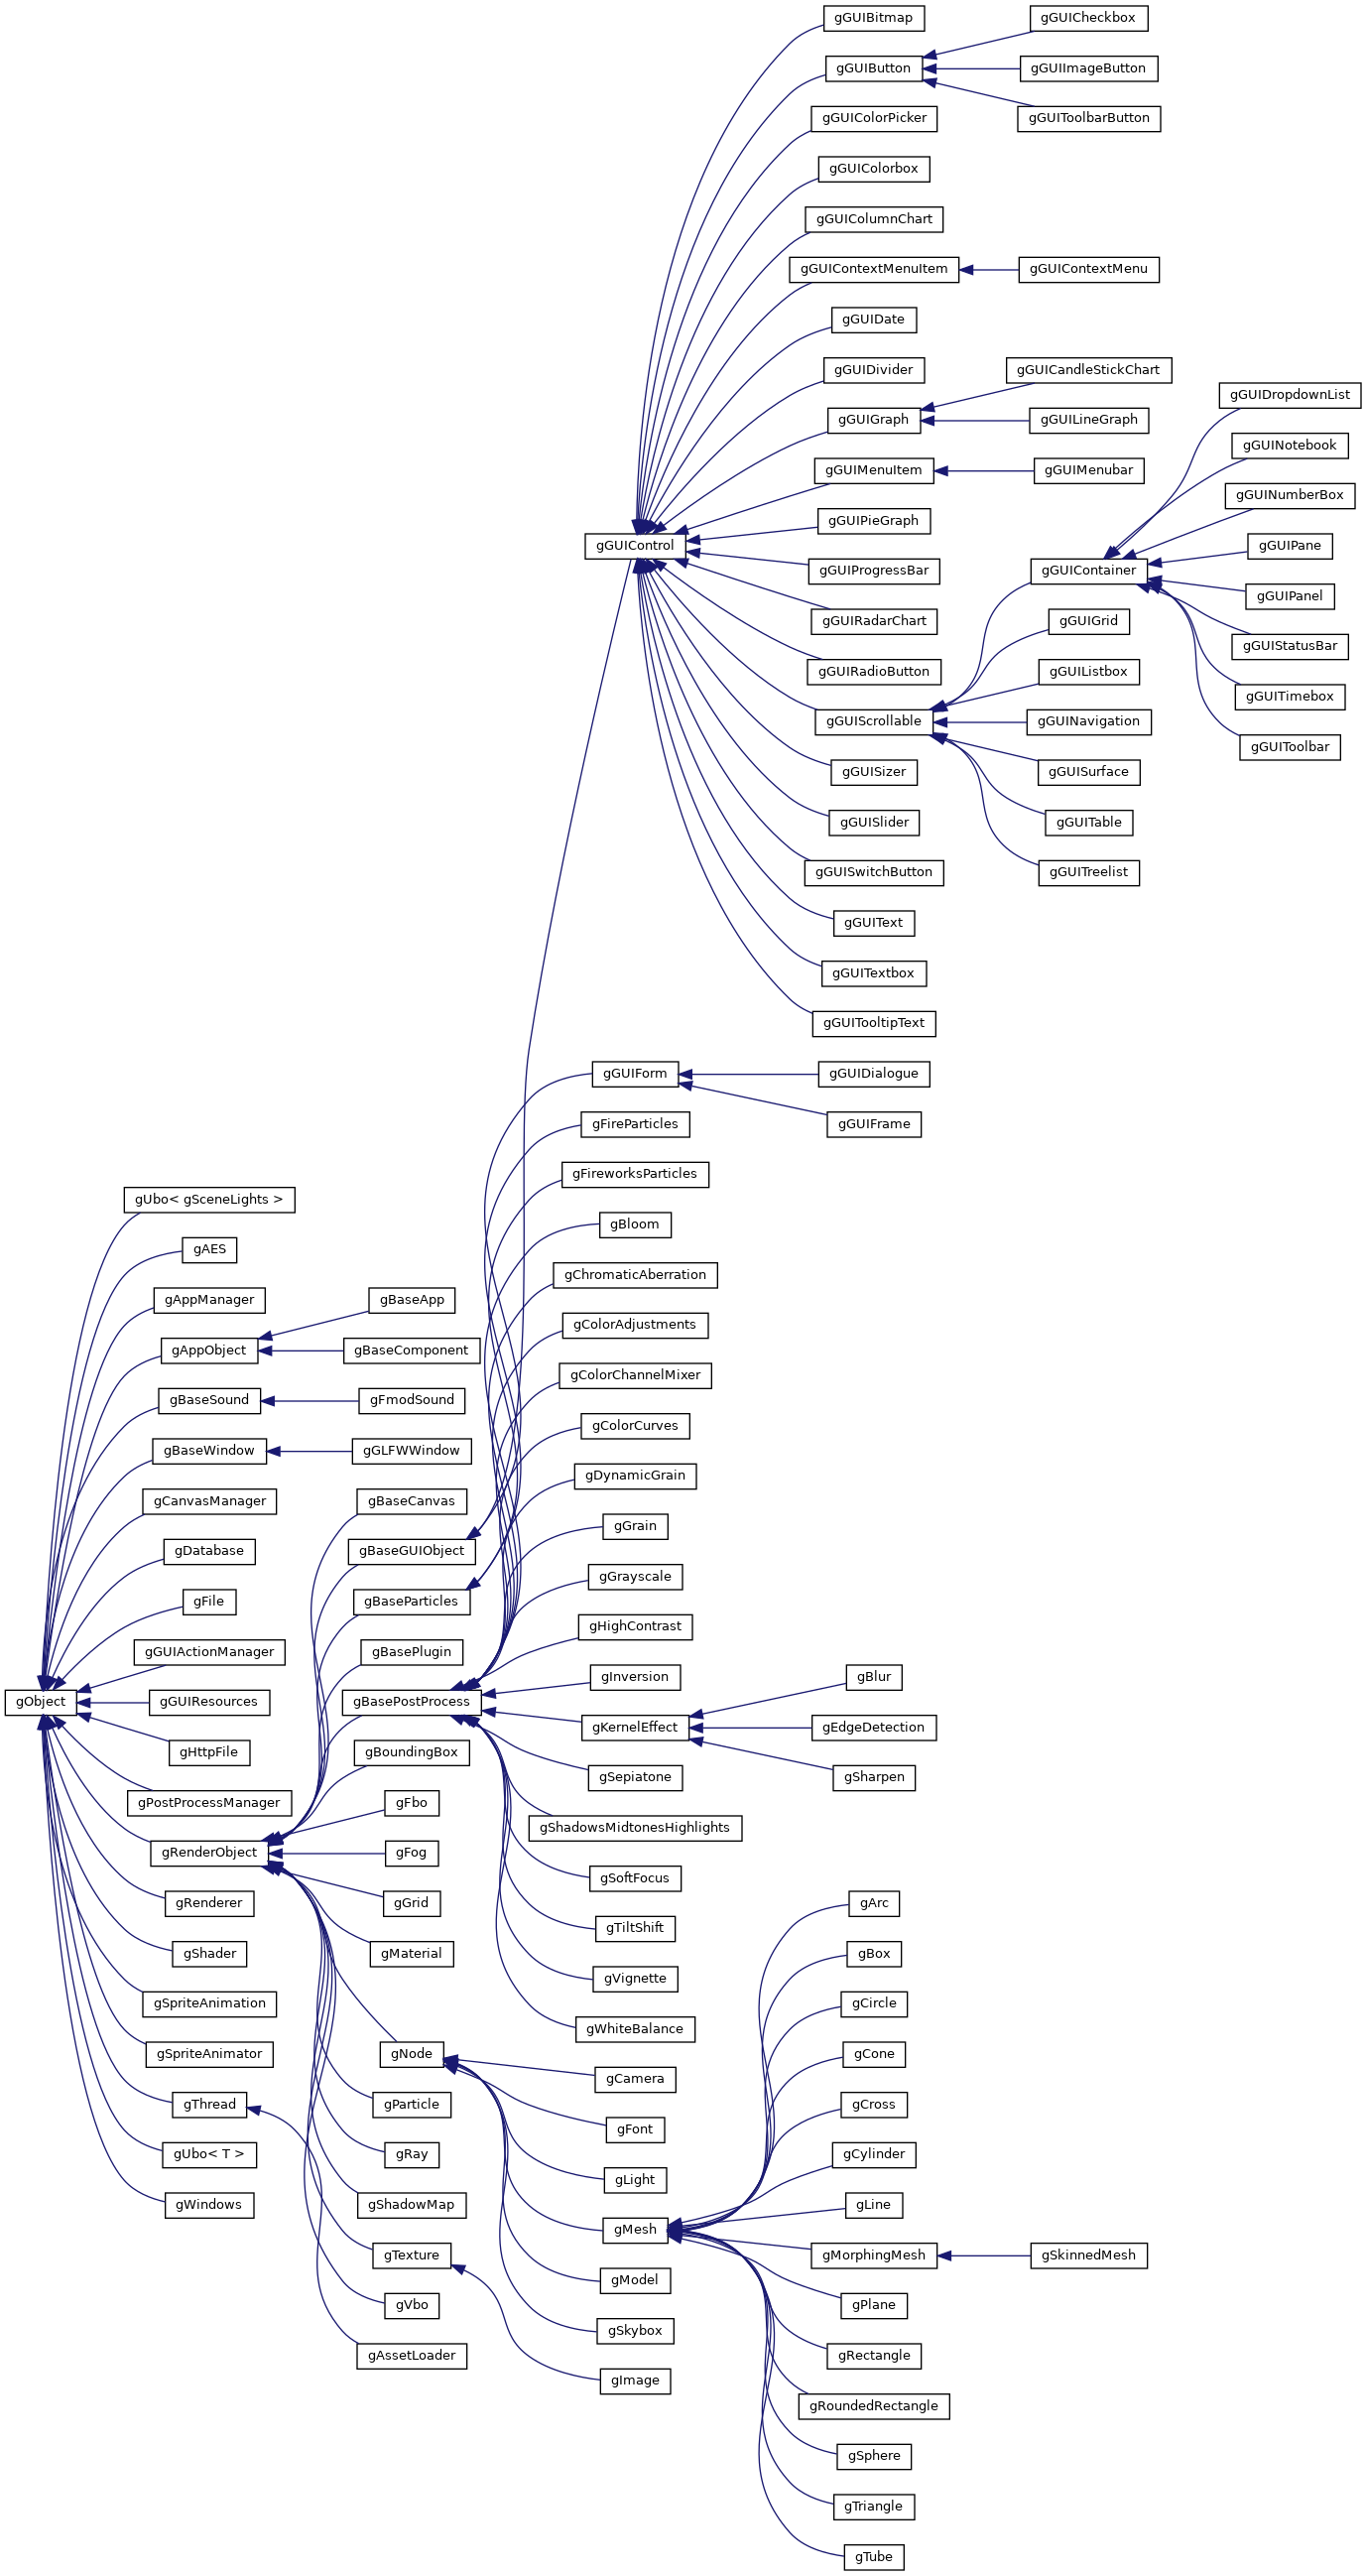 gGUIBitmap
gGUICheckbox
gGUIButton
gGUIImageButton
gGUIToolbarButton
gGUIColorPicker
gGUIColorbox
gGUIColumnChart
gGUIContextMenuItem
gGUIContextMenu
gGUIDate
gGUIDivider
gGUICandleStickChart
gGUIGraph
gGUILineGraph
gGUIDropdownList
gGUINotebook
gGUIMenuItem
gGUIMenubar
gGUINumberBox
gGUIPieGraph
gGUIControl
gGUIPane
gGUIProgressBar
gGUIContainer
gGUIPanel
gGUIRadarChart
gGUIGrid
gGUIStatusBar
gGUIRadioButton
gGUIListbox
gGUITimebox
gGUIScrollable
gGUINavigation
gGUIToolbar
gGUISizer
gGUISurface
gGUISlider
gGUITable
gGUISwitchButton
gGUITreelist
gGUIText
gGUITextbox
gGUITooltipText
gGUIForm
gGUIDialogue
gGUIFrame
gFireParticles
gFireworksParticles
gUbo< gSceneLights >
gBloom
gAES
gChromaticAberration
gAppManager
gBaseApp
gColorAdjustments
gAppObject
gBaseComponent
gColorChannelMixer
gBaseSound
gFmodSound
gColorCurves
gBaseWindow
gGLFWWindow
gDynamicGrain
gCanvasManager
gBaseCanvas
gGrain
gDatabase
gBaseGUIObject
gGrayscale
gFile
gBaseParticles
gHighContrast
gGUIActionManager
gBasePlugin
gInversion
gBlur
gObject
gGUIResources
gBasePostProcess
gKernelEffect
gEdgeDetection
gHttpFile
gBoundingBox
gSepiatone
gSharpen
gPostProcessManager
gFbo
gShadowsMidtonesHighlights
gRenderObject
gFog
gSoftFocus
gRenderer
gGrid
gTiltShift
gArc
gShader
gMaterial
gVignette
gBox
gSpriteAnimation
gWhiteBalance
gCircle
gSpriteAnimator
gNode
gCamera
gCone
gThread
gParticle
gFont
gCross
gUbo< T >
gRay
gLight
gCylinder
gWindows
gShadowMap
gMesh
gLine
gTexture
gModel
gMorphingMesh
gSkinnedMesh
gVbo
gSkybox
gPlane
gAssetLoader
gImage
gRectangle
gRoundedRectangle
gSphere
gTriangle
gTube